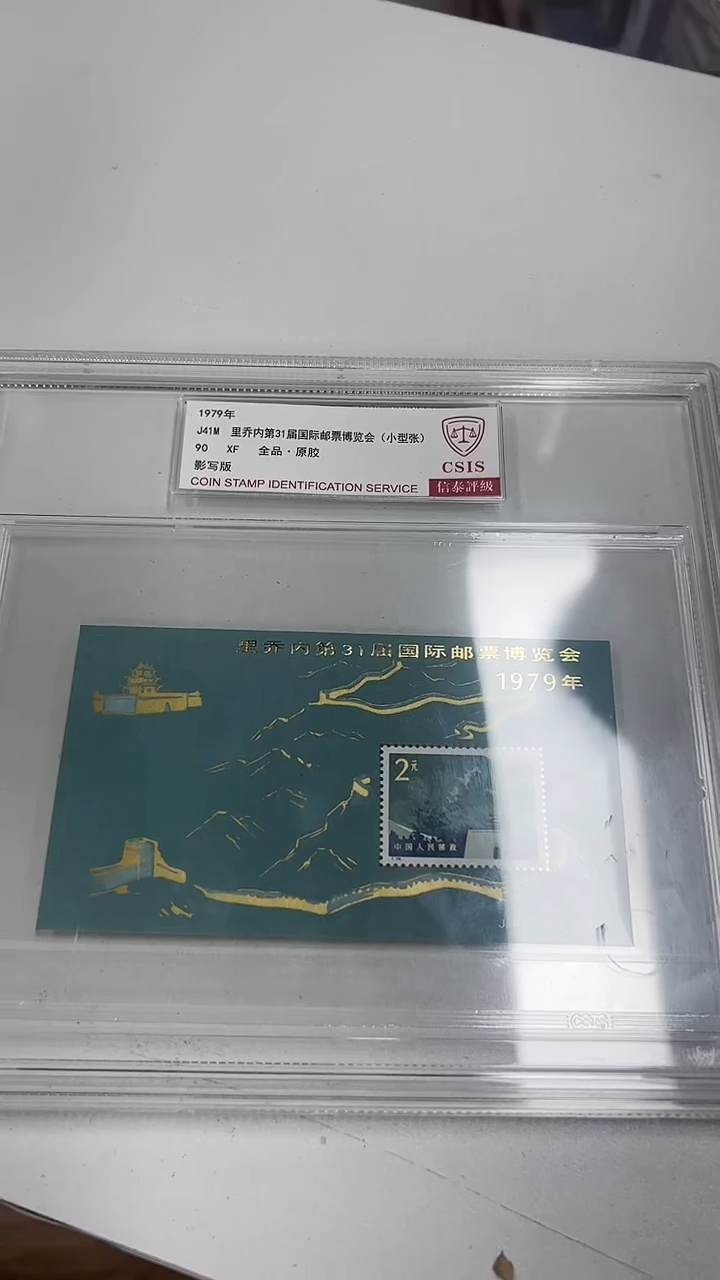 1979年
J41M 里乔内第31届国际邮票博览会（小型张）
90 XF 全品·原胶
影写版
COIN STAMP IDENTIFICATION SERVICE
CSIS
信泰評級
里乔内第31届国际邮票博览会
1979年
2元
中国人民邮政
CSIS